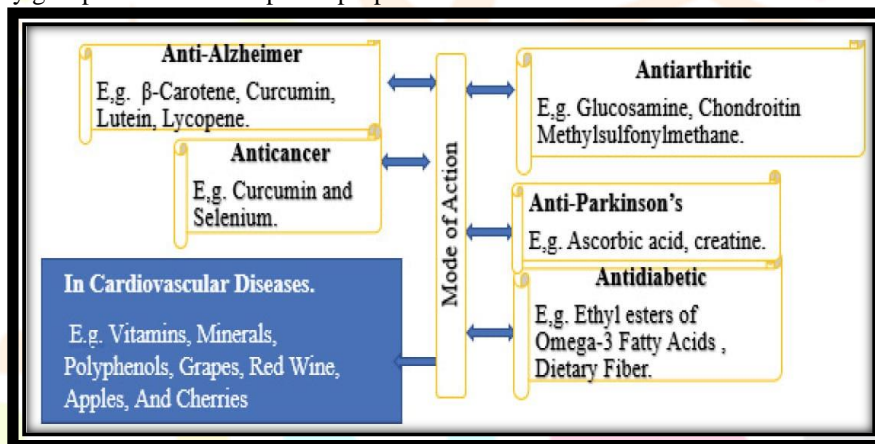 Anti-Alzheimer
E,g. β-Carotene, Curcumin,
Lutein, Lycopene.
Anticancer
E,g. Curcumin and
Selenium.
In Cardiovascular Diseases.
E.g. Vitamins, Minerals,
Polyphenols, Grapes, Red Wine,
Apples, And Cherries
Mode of Action
Antiarthritic
E,g. Glucosamine, Chondroitin
Methylsulfonylmethane.
Anti-Parkinson's
E,g. Ascorbic acid, creatine.
Antidiabetic
E,g. Ethyl esters of
Omega-3 Fatty Acids ,
Dietary Fiber.